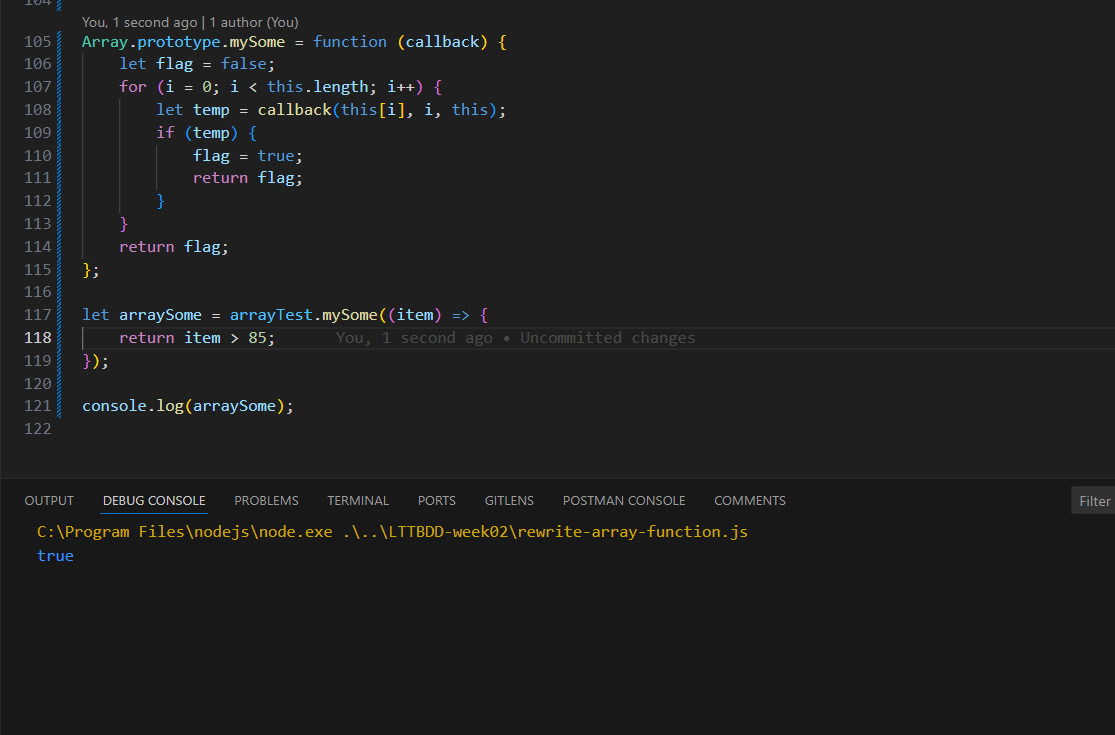 104
You, 1 second ago | 1 author (You)
105 Array.prototype.mySome = function (callback) {
106 let flag = false;
107 for (i = 0; i < this.length; i++) {
108 let temp = callback(this[i], i, this);
109 if (temp) {
110 flag = true;
111 return flag;
112 }
113 }
114 return flag;
115 };
116
117 let arraySome = arrayTest.mySome((item) => {
118 return item > 85; You, 1 second ago • Uncommitted changes
119 });
120
121 console.log(arraySome);
122
OUTPUT DEBUG CONSOLE PROBLEMS TERMINAL PORTS GITLENS POSTMAN CONSOLE COMMENTS Filter
C:\Program Files\nodejs\node.exe .\..\LTTBDD-week02\rewrite-array-function.js
true